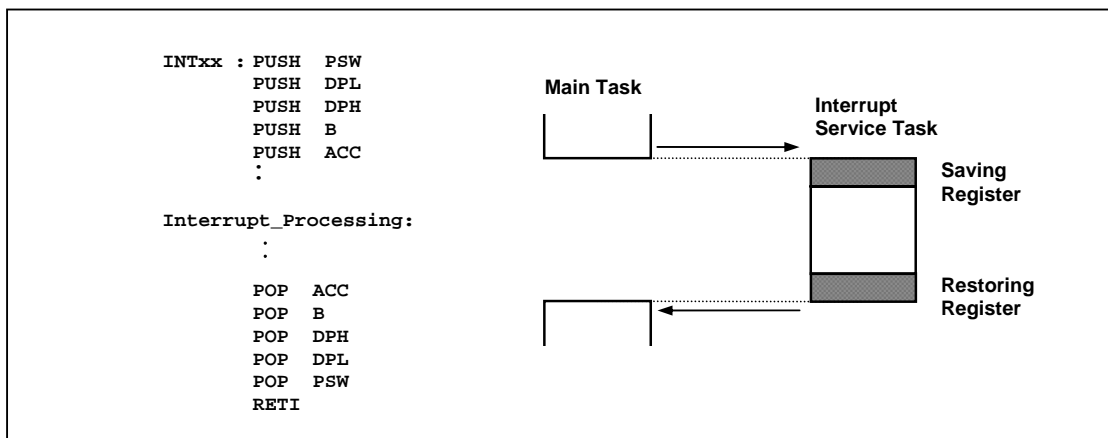 INTxx : PUSH PSW
PUSH DPL
PUSH DPH
PUSH B
PUSH ACC
:
Interrupt_Processing:
:
POP ACC
POP B
POP DPH
POP DPL
POP PSW
RETI
Main Task
Interrupt
Service Task
Saving
Register
Restoring
Register